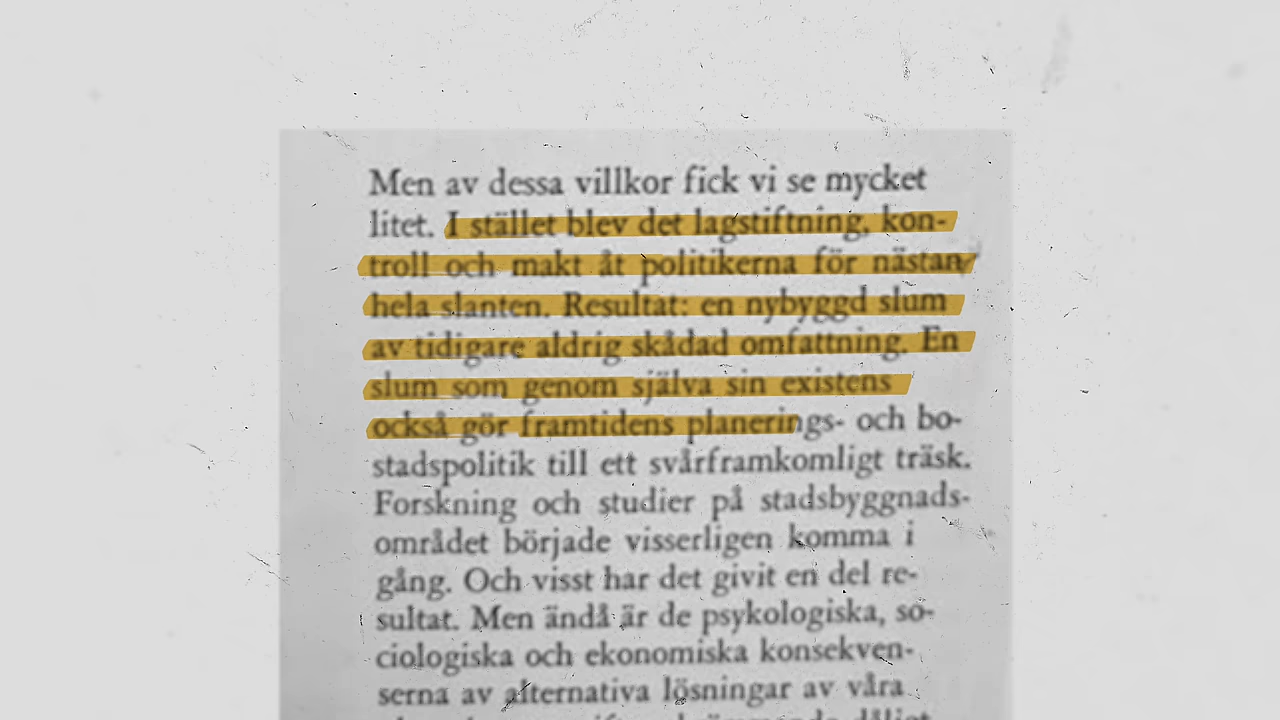 Men av dessa villkor fick vi se mycket
litet. I stället blev det lagstiftning, kon-
troll och makt åt politikerna för nästan
hela slanten. Resultat: en nybyggd slum
av tidigare aldrig skådad omfattning. En
slum som genom själva sin existens
också gör framtidens planerings- och bo-
stadspolitik till ett svårframkomligt träsk.
Forskning och studier på stadsbyggnads-
området började visserligen komma i
gång. Och visst har det givit en del re-
sultat. Men ändå är de psykologiska, so-
ciologiska och ekonomiska konsekven-
serna av alternativa lösningar av våra